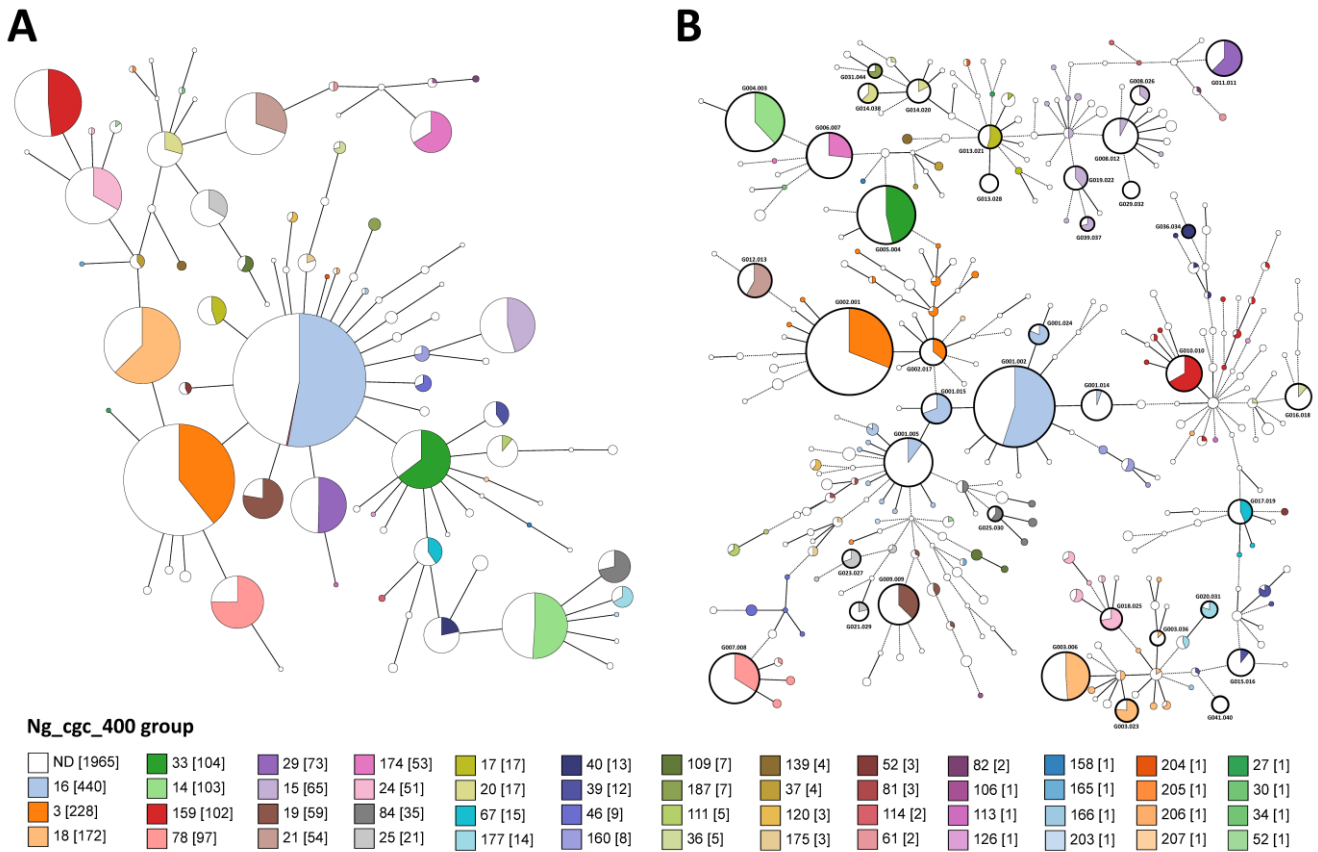 A
B
G031.044
G014.038
G014.020
G008.026
G011.011
G004.003
G006.007
G013.021
G008.012
G019.022
G013.028
G029.032
G039.037
G005.004
G036.034
G012.013
G001.024
G002.001
G002.017
G001.002
G010.010
G001.015
G001.014
G016.018
G001.005
G017.019
G025.030
G023.027
G009.009
G021.029
G020.031
G018.025
G003.036
G007.008
G003.006
G015.016
G003.023
G041.040
Ng_cgc_400 group
ND [1965] 33 [104] 29 [73] 174 [53] 17 [17] 40 [13] 109 [7] 139 [4] 52 [3] 82 [2] 158 [1] 204 [1] 27 [1]
16 [440] 14 [103] 15 [65] 24 [51] 20 [17] 39 [12] 187 [7] 37 [4] 81 [3] 106 [1] 165 [1] 205 [1] 30 [1]
3 [228] 159 [102] 19 [59] 84 [35] 67 [15] 46 [9] 111 [5] 120 [3] 114 [2] 113 [1] 166 [1] 206 [1] 34 [1]
18 [172] 78 [97] 21 [54] 25 [21] 177 [14] 160 [8] 36 [5] 175 [3] 61 [2] 126 [1] 203 [1] 207 [1] 52 [1]